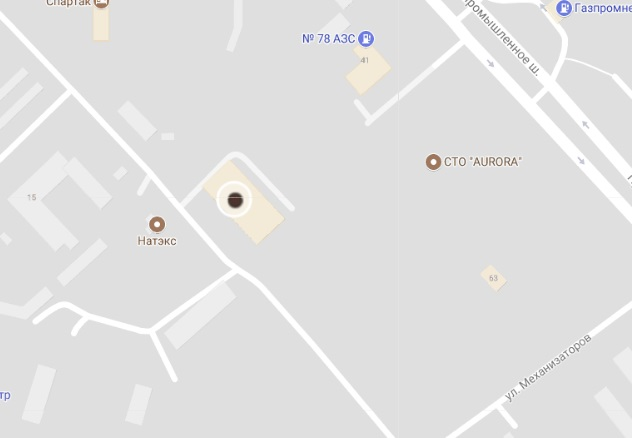 Спартак
Газпромне
№ 78 АЗС
41
промышленное ш.
СТО "AURORA"
15
Натэкс
63
ул. Механизаторов
тр